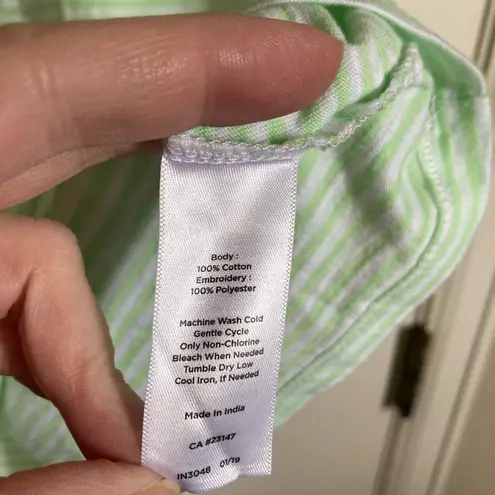 Body :
100% Cotton
Embroidery :
100% Polyester
Machine Wash Cold
Gentle Cycle
Only Non-Chlorine
Bleach When Needed
Tumble Dry Low
Cool Iron, If Needed
Made In India
CA #23147
IN3048 01/19